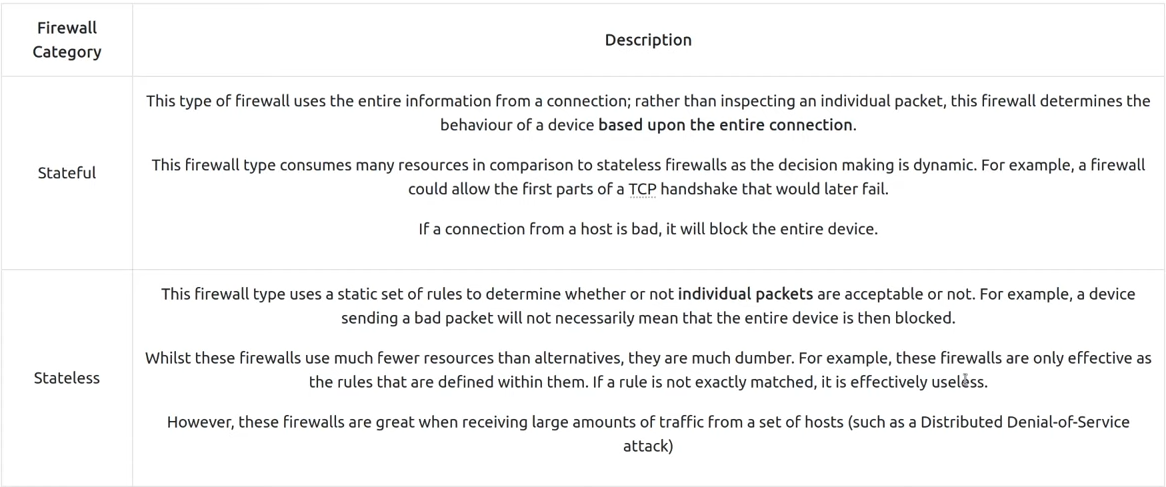 Firewall
Category
Description
Stateful
This type of firewall uses the entire information from a connection; rather than inspecting an individual packet, this firewall determines the
behaviour of a device based upon the entire connection.
This firewall type consumes many resources in comparison to stateless firewalls as the decision making is dynamic. For example, a firewall
could allow the first parts of a TCP handshake that would later fail.
If a connection from a host is bad, it will block the entire device.
Stateless
This firewall type uses a static set of rules to determine whether or not individual packets are acceptable or not. For example, a device
sending a bad packet will not necessarily mean that the entire device is then blocked.
Whilst these firewalls use much fewer resources than alternatives, they are much dumber. For example, these firewalls are only effective as
the rules that are defined within them. If a rule is not exactly matched, it is effectively useless.
However, these firewalls are great when receiving large amounts of traffic from a set of hosts (such as a Distributed Denial-of-Service
attack)